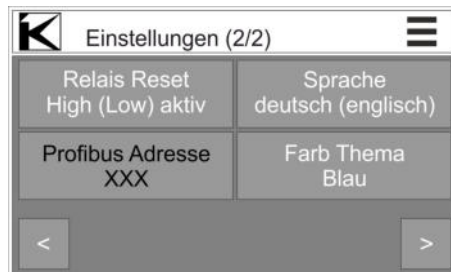 K Einstellungen (2/2)
Relais Reset
High (Low) aktiv
Sprache
deutsch (englisch)
Profibus Adresse
XXX
Farb Thema
Blau
< >